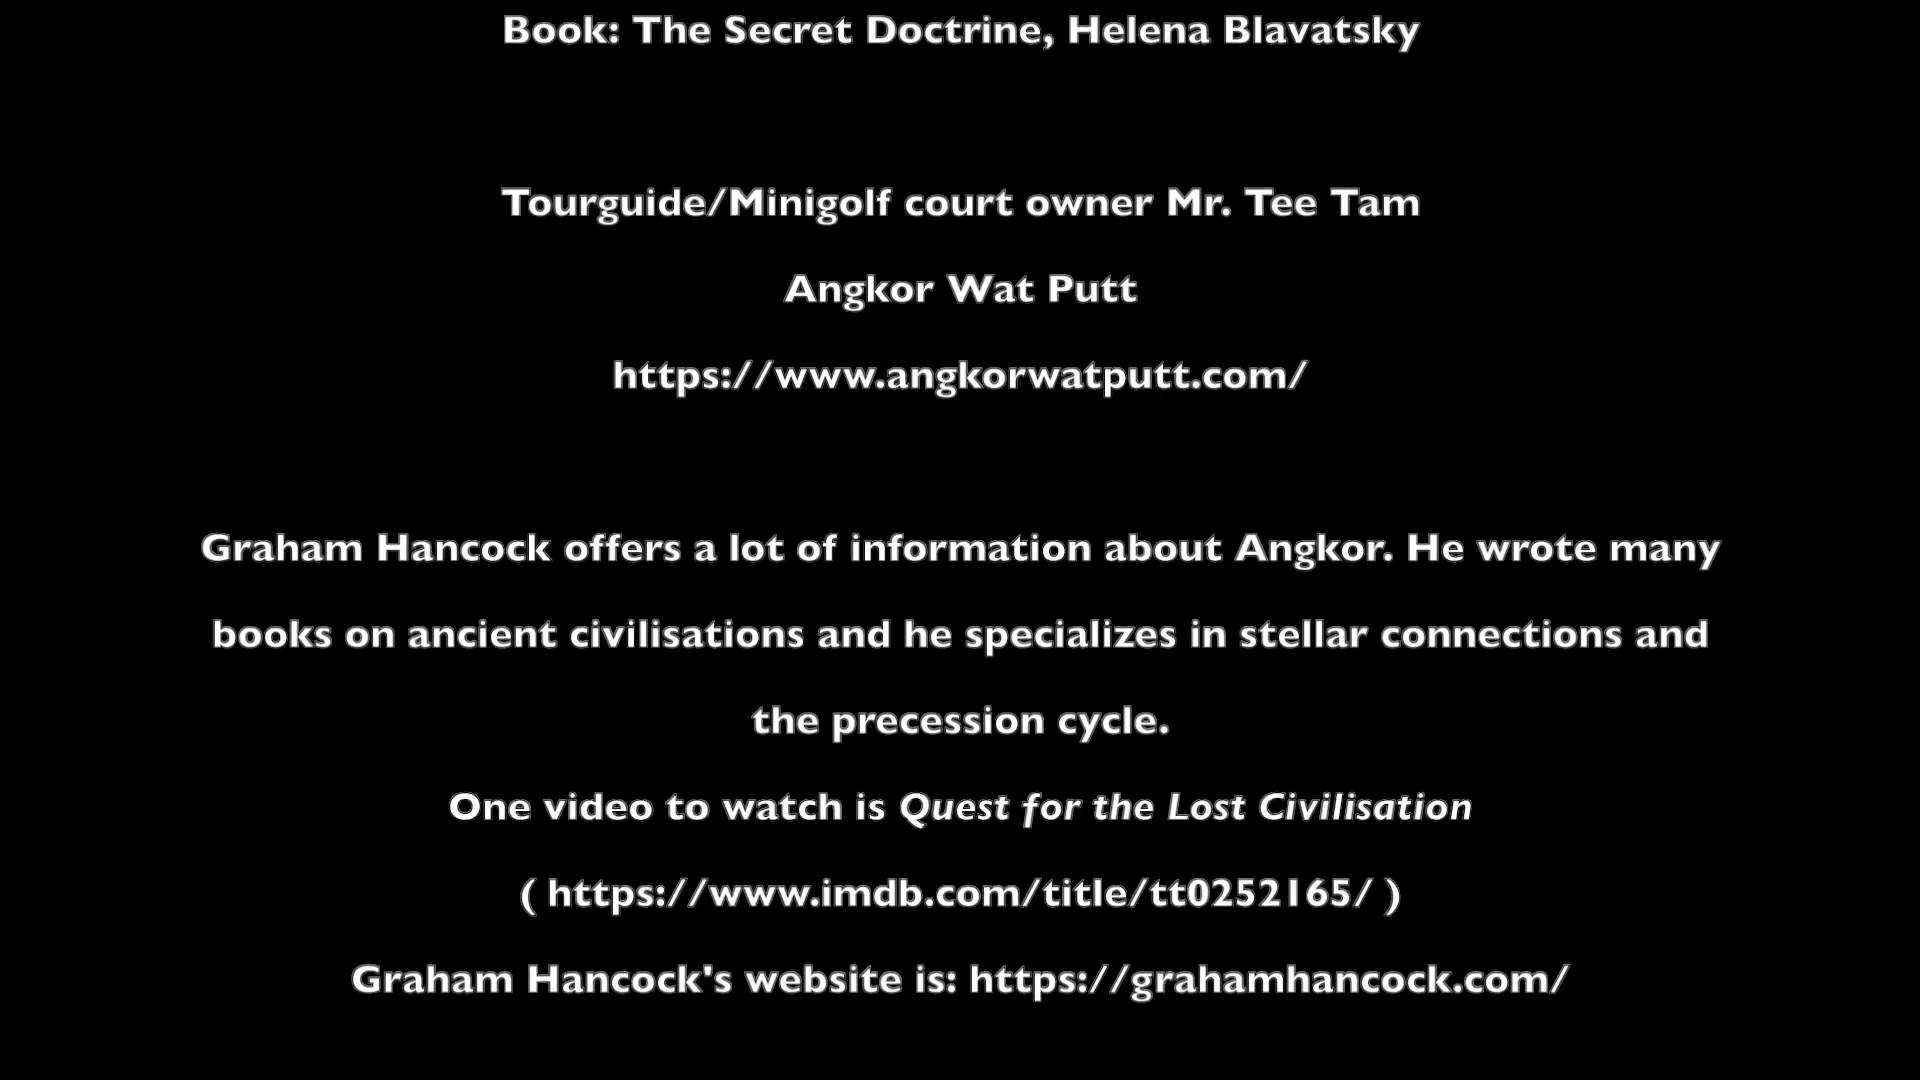 Book: The Secret Doctrine, Helena Blavatsky
Tourguide/Minigolf court owner Mr. Tee Tam
Angkor Wat Putt
https://www.angkorwatputt.com/
Graham Hancock offers a lot of information about Angkor. He wrote many
books on ancient civilisations and he specializes in stellar connections and
the precession cycle.
One video to watch is Quest for the Lost Civilisation
( https://www.imdb.com/title/tt0252165/ )
Graham Hancock's website is: https://grahamhancock.com/